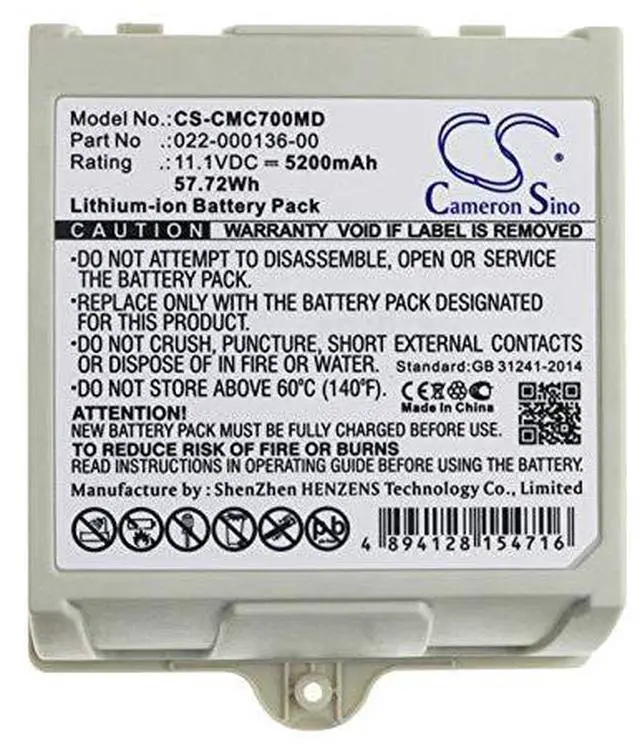 Model No.:CS-CMC700MD
Part No .:022-000136-00
Rating .:11.1VDC ⎓ 5200mAh
57.72Wh
Lithium-ion Battery Pack
CS
Cameron Sino
CAUTION WARRANTY VOID IF LABEL IS REMOVED
·DO NOT ATTEMPT TO DISASSEMBLE, OPEN OR SERVICE
THE BATTERY PACK.
·REPLACE ONLY WITH THE BATTERY PACK DESIGNATED
FOR THIS PRODUCT.
·DO NOT CRUSH, PUNCTURE, SHORT EXTERNAL CONTACTS
OR DISPOSE OF IN FIRE OR WATER. Standard:GB 31241-2014
·DO NOT STORE ABOVE 60°C (140°F).
CE
Made In China
ATTENTION!
NEW BATTERY PACK MUST BE FULLY CHARGED BEFORE USE.
TO REDUCE RISK OF FIRE OR BURNS
READ INSTRUCTIONS IN OPERATING GUIDE BEFORE USE.
Manufacture by : ShenZhen HENZENS Technology Co., Limited
Pb
4 894128 154716